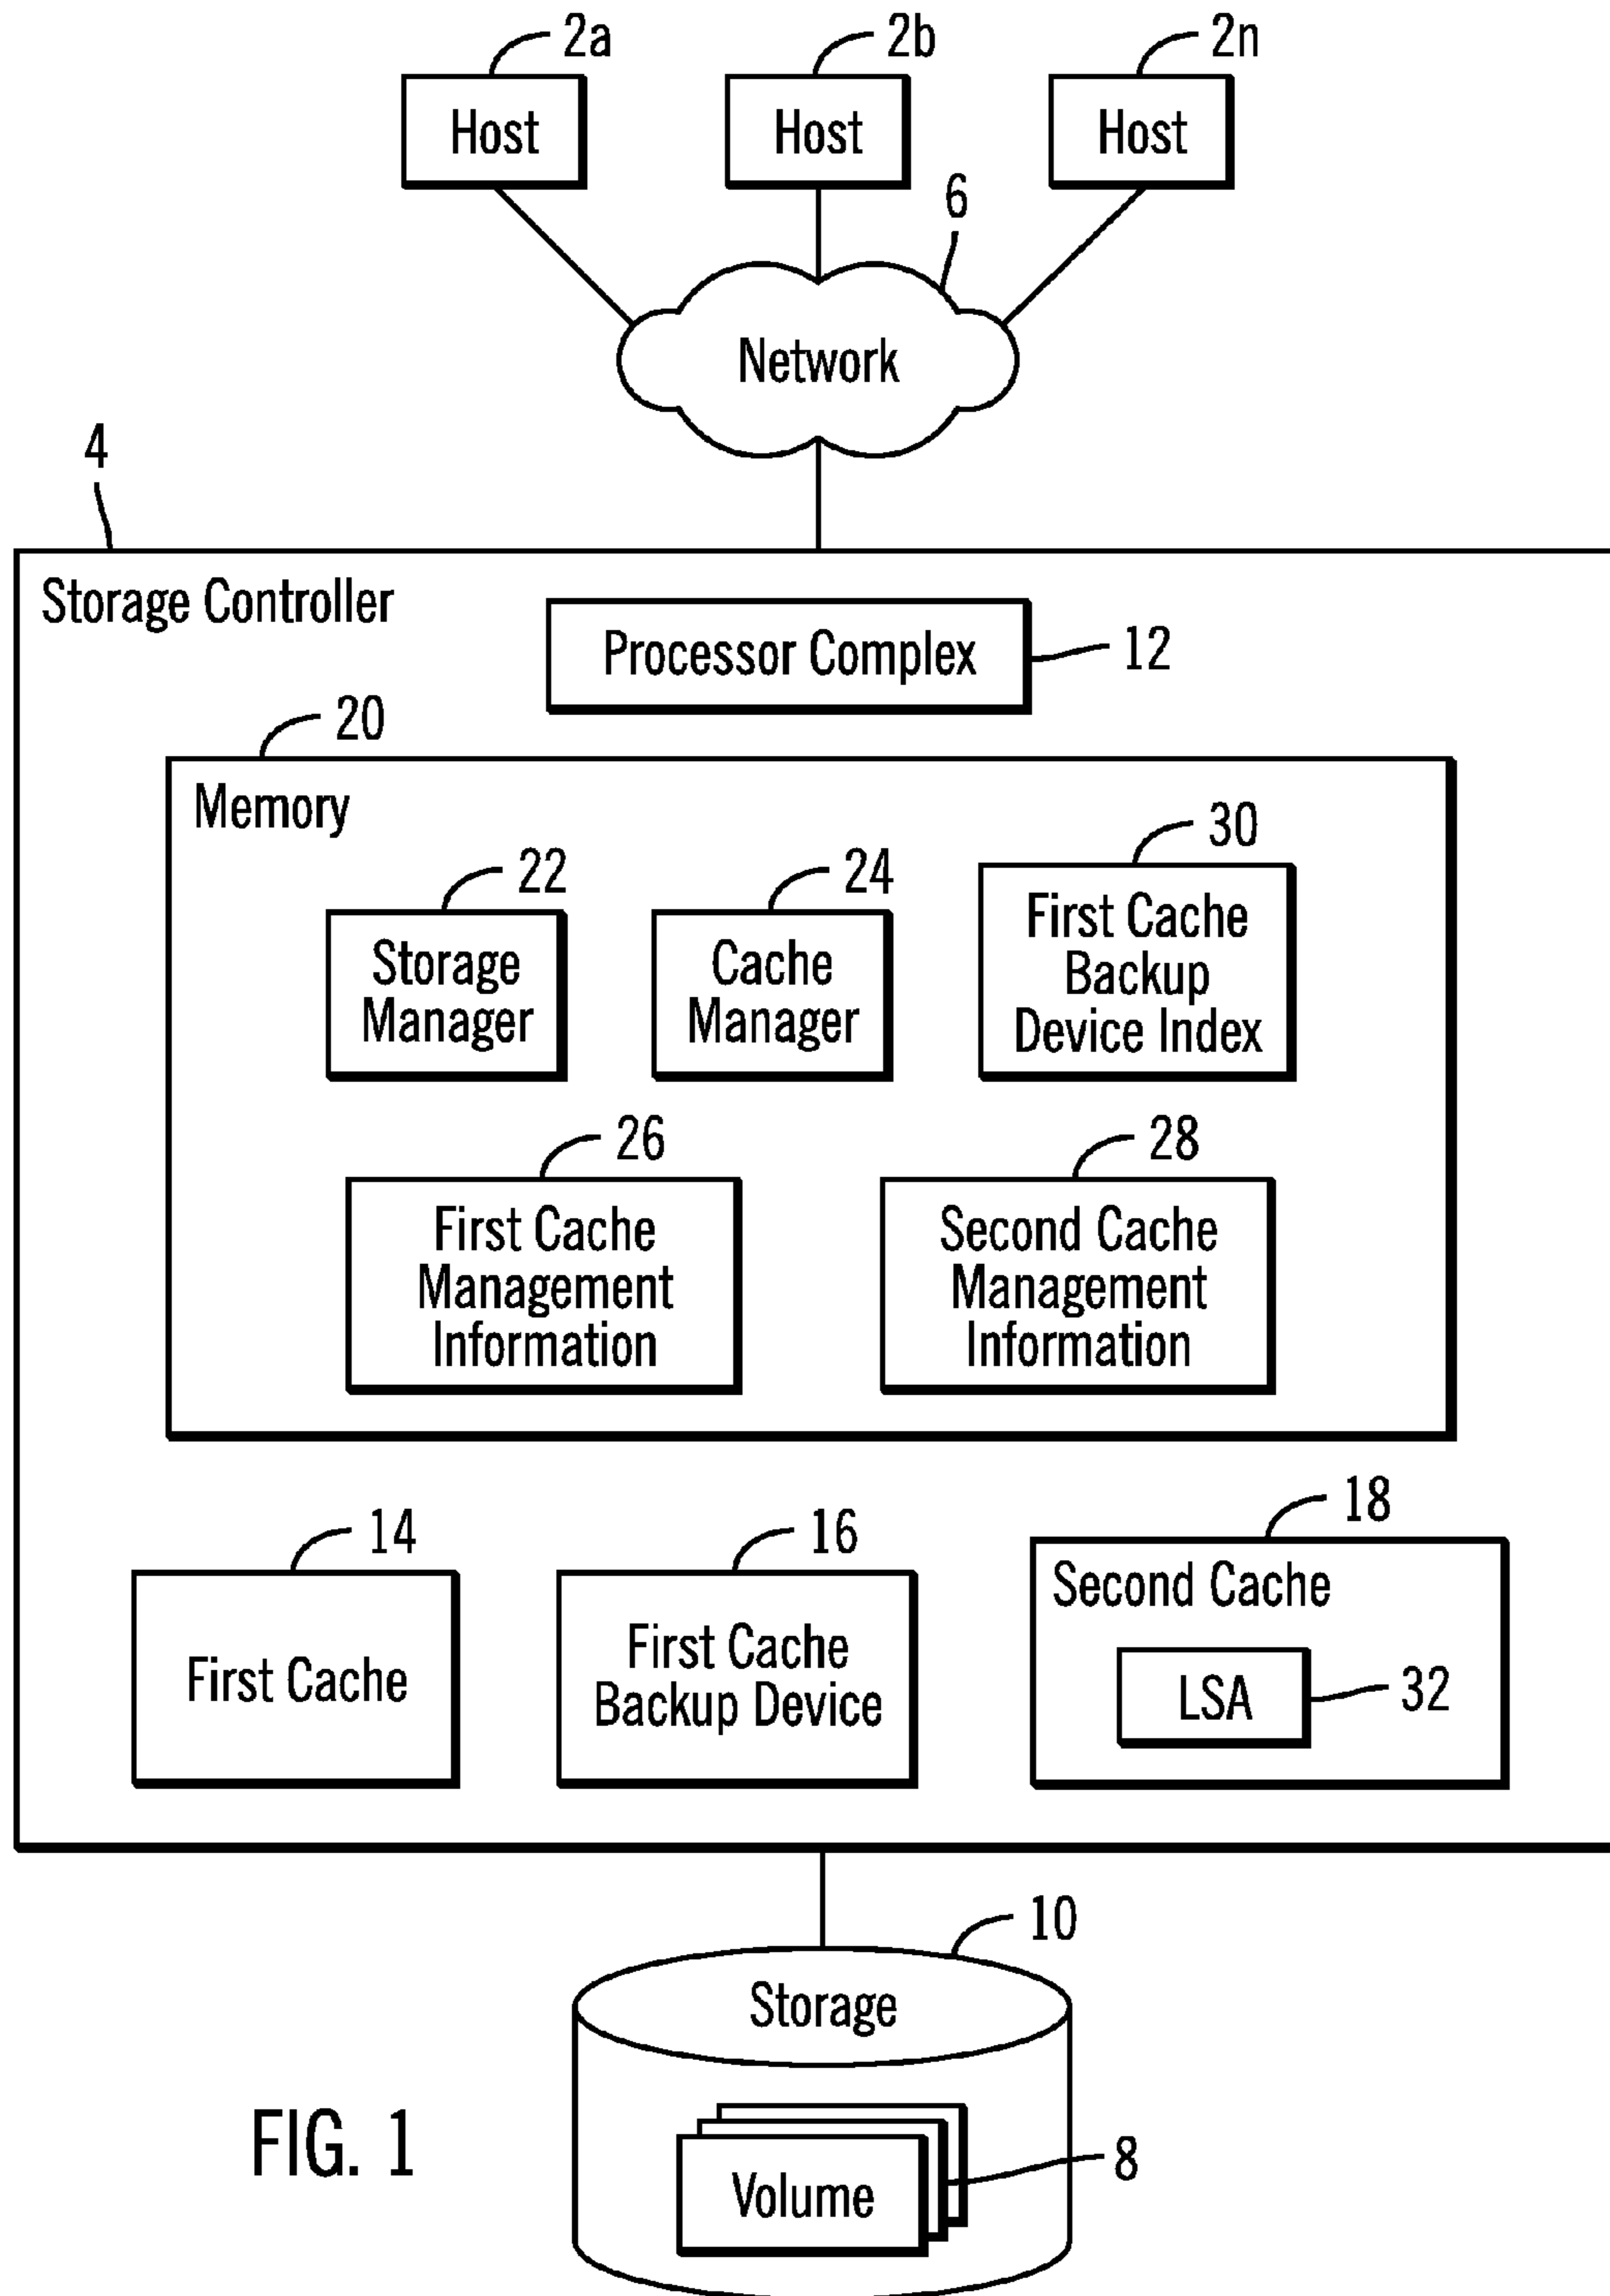 2a
2b
2n
Host
Host
Host
6
Network
4
Storage Controller
Processor Complex
12
20
Memory
22
24
30
Storage
Manager
Cache
Manager
First Cache
Backup
Device Index
26
28
First Cache
Management
Information
Second Cache
Management
Information
14
16
18
First Cache
First Cache
Backup Device
Second Cache
LSA
32
10
Storage
FIG. 1
Volume
8